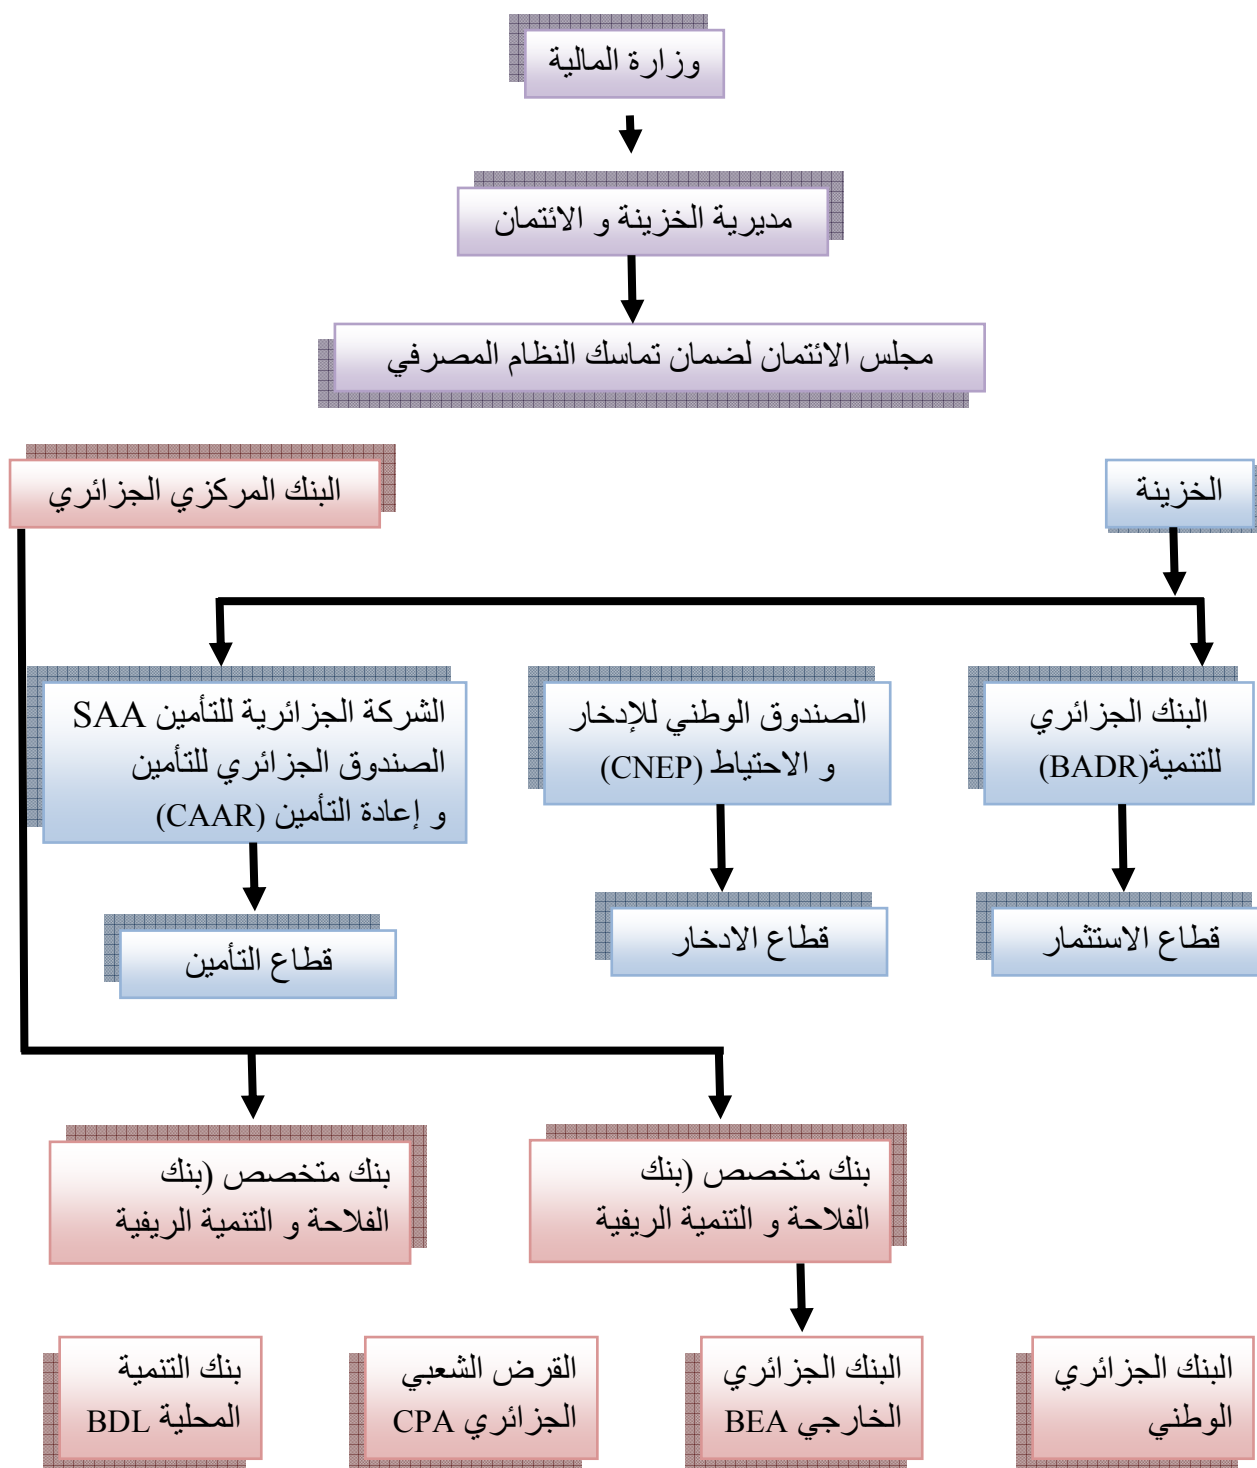 وزارة المالية
مديرية الخزينة و الائتمان
مجلس الائتمان لضمان تماسك النظام المصرفي
الخزينة
البنك المركزي الجزائري
البنك الجزائري
للتنمية(BADR)
الصندوق الوطني للإدخار
و الاحتياط (CNEP)
الشركة الجزائرية للتأمين SAA
الصندوق الجزائري للتأمين
و إعادة التأمين (CAAR)
قطاع الاستثمار
قطاع الادخار
قطاع التأمين
بنك متخصص (بنك
الفلاحة و التنمية الريفية
بنك متخصص (بنك
الفلاحة و التنمية الريفية
البنك الجزائري
الوطني
البنك الجزائري
الخارجي BEA
القرض الشعبي
الجزائري CPA
بنك التنمية
المحلية BDL